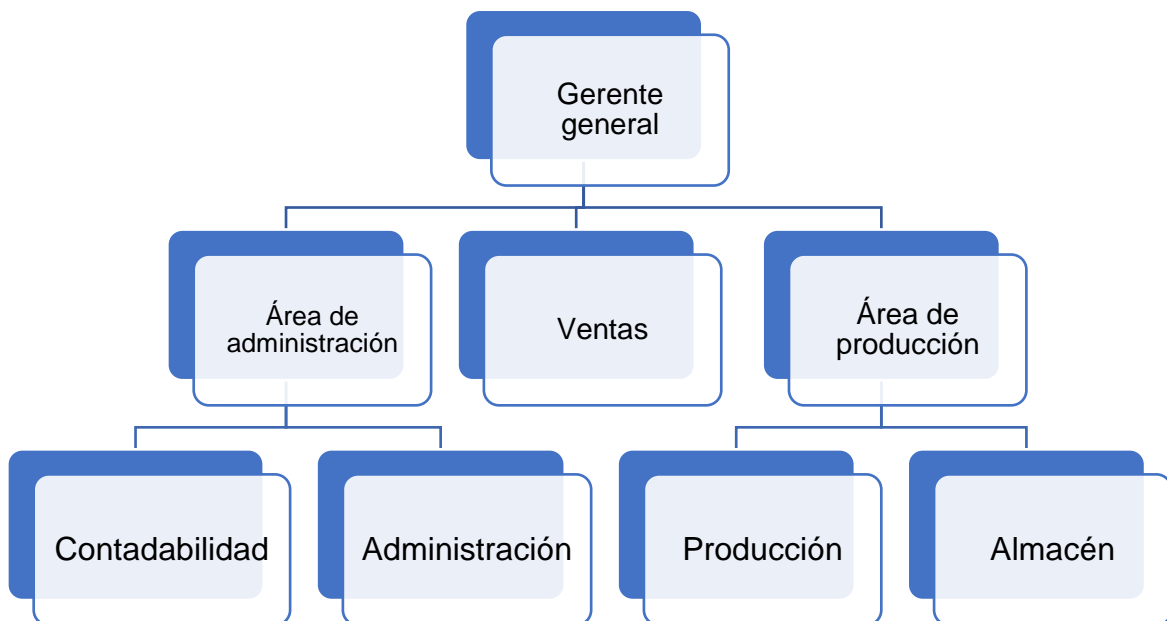 Gerente
general
Área de
administración
Ventas
Área de
producción
Contadabilidad
Administración
Producción
Almacén